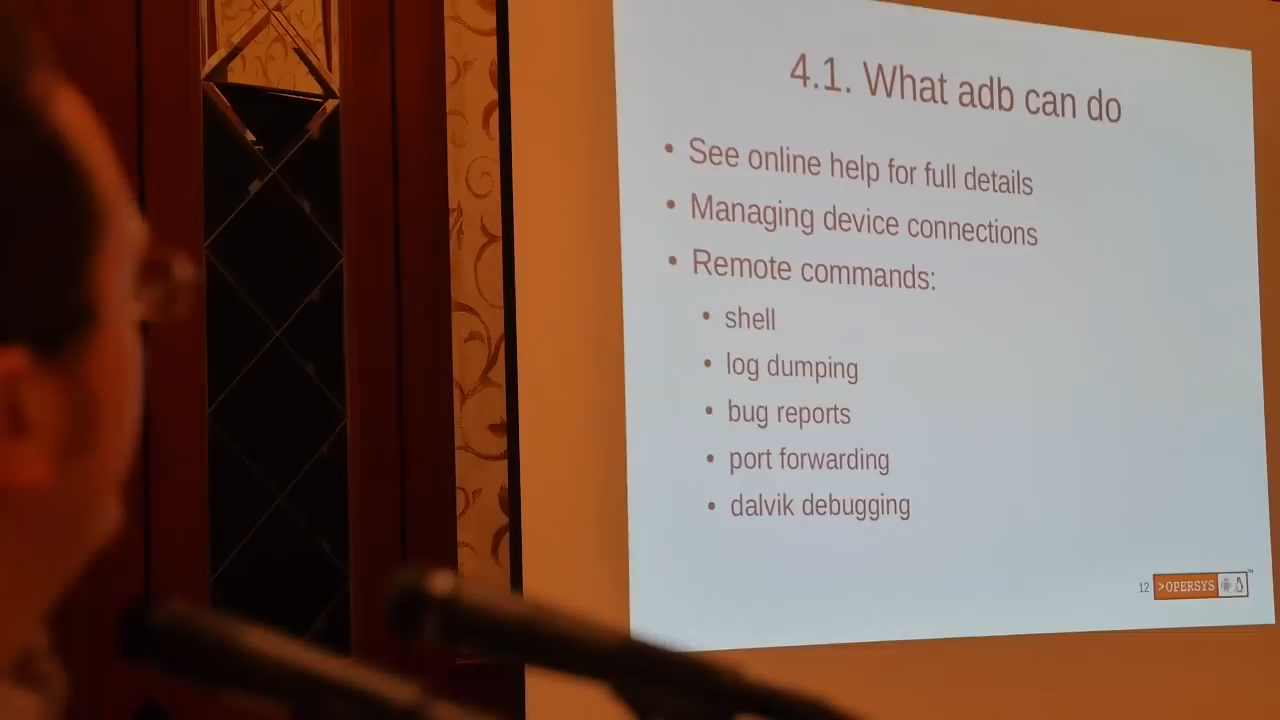 4.1. What adb can do
• See online help for full details
• Managing device connections
• Remote commands:
• shell
• log dumping
• bug reports
• port forwarding
• dalvik debugging
12 >OPERSYS ™